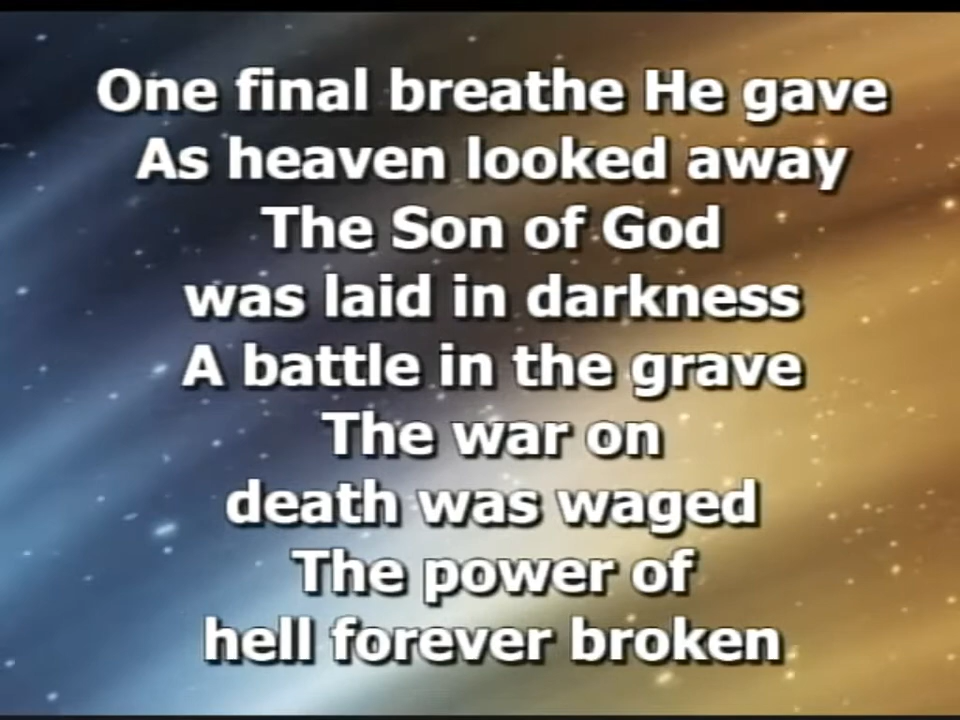 One final breathe He gave
As heaven looked away
The Son of God
was laid in darkness
A battle in the grave
The war on
death was waged
The power of
hell forever broken